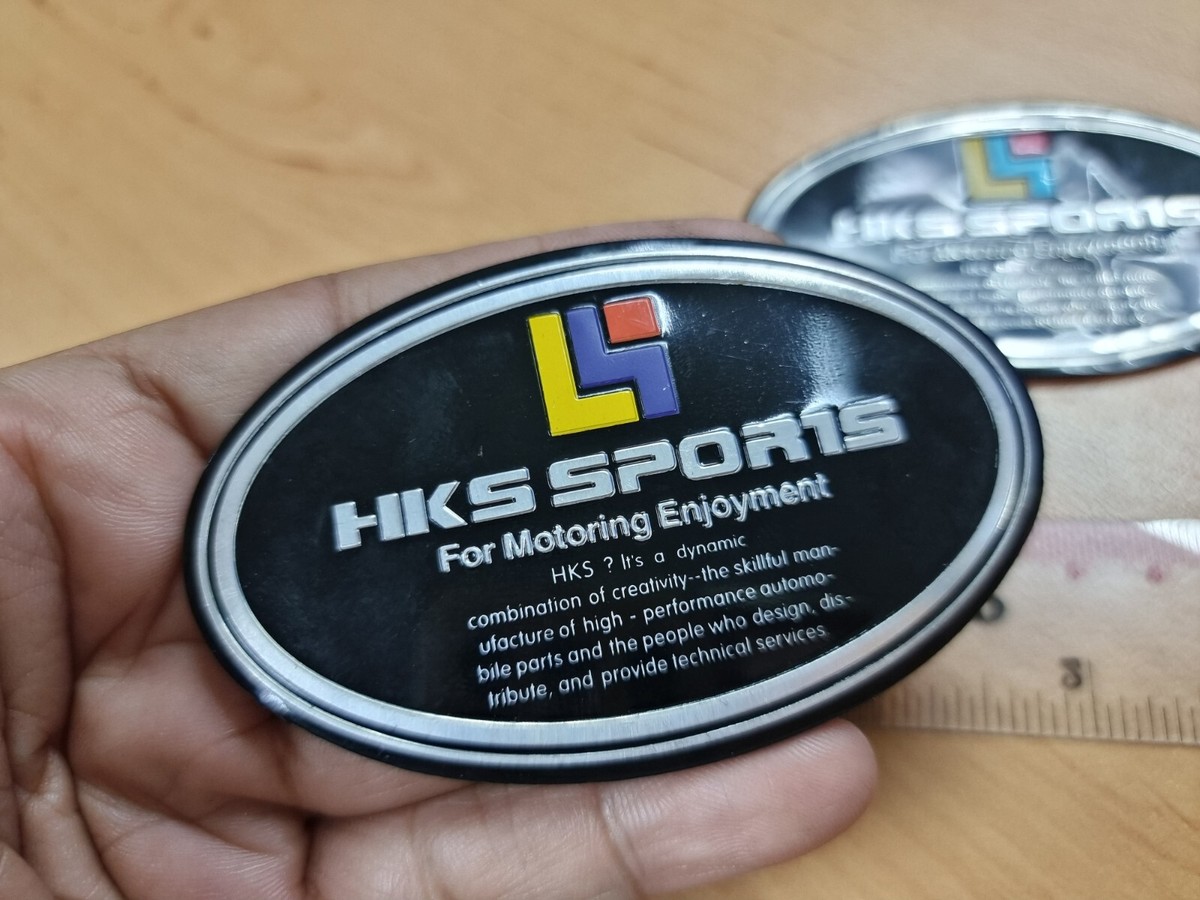 HKS SPORTS
For Motoring Enjoyment
HKS ? It's a dynamic
combination of creativity--the skillful man-
ufacture of high - performance automo-
bile parts and the people who design, dis-
tribute, and provide technical services
HKS SPORTS
For Motoring Enjoyment